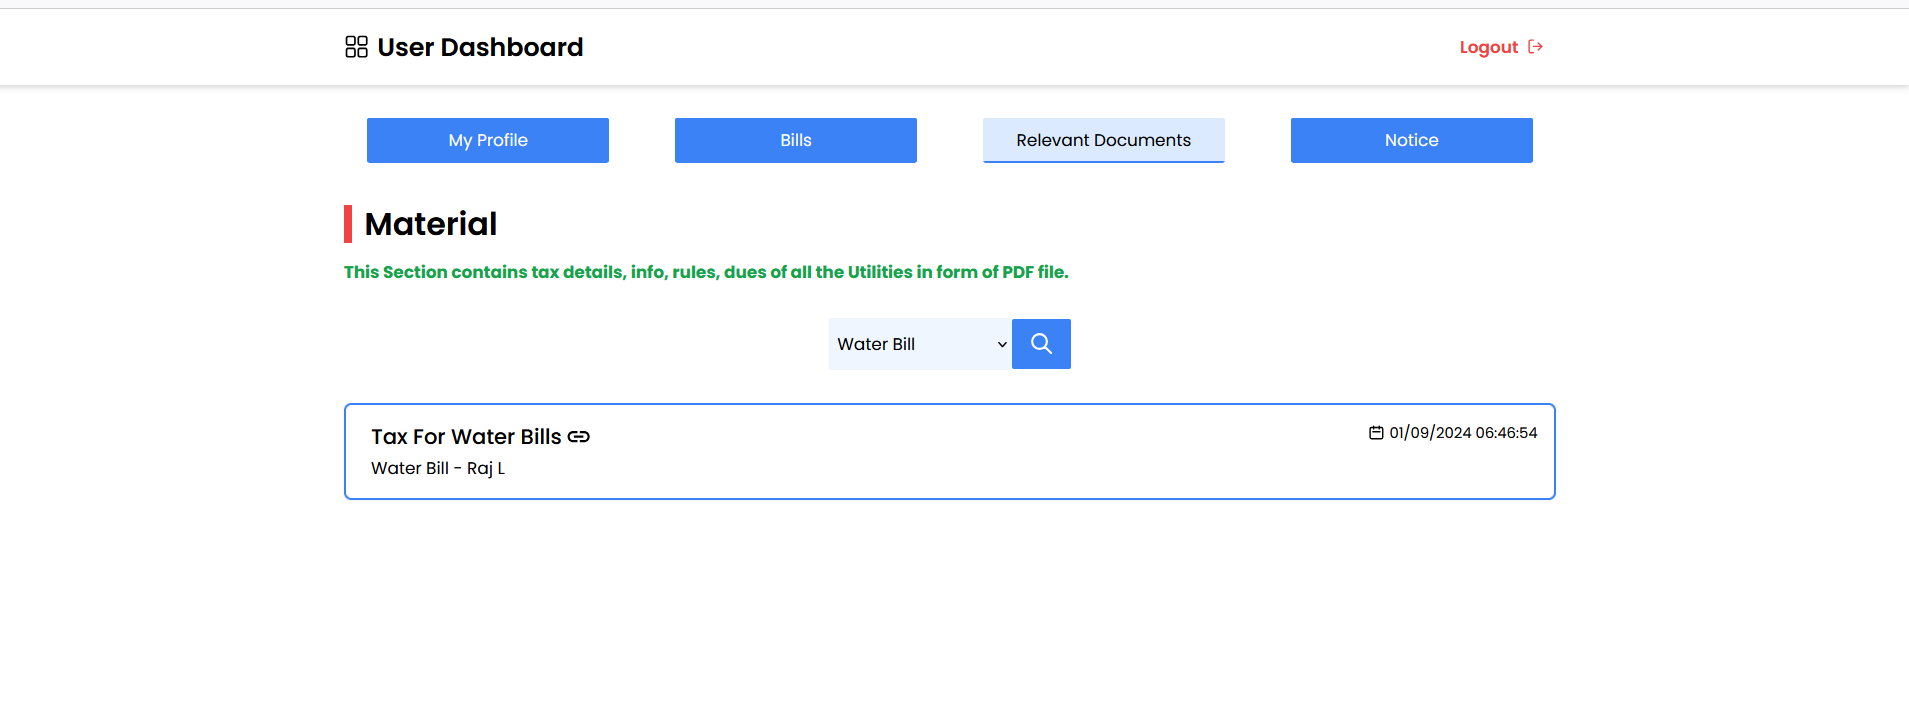 User Dashboard
Logout
My Profile
Bills
Relevant Documents
Notice
Material
This Section contains tax details, info, rules, dues of all the Utilities in form of PDF file.
Water Bill
Tax For Water Bills
01/09/2024 06:46:54
Water Bill - Raj L